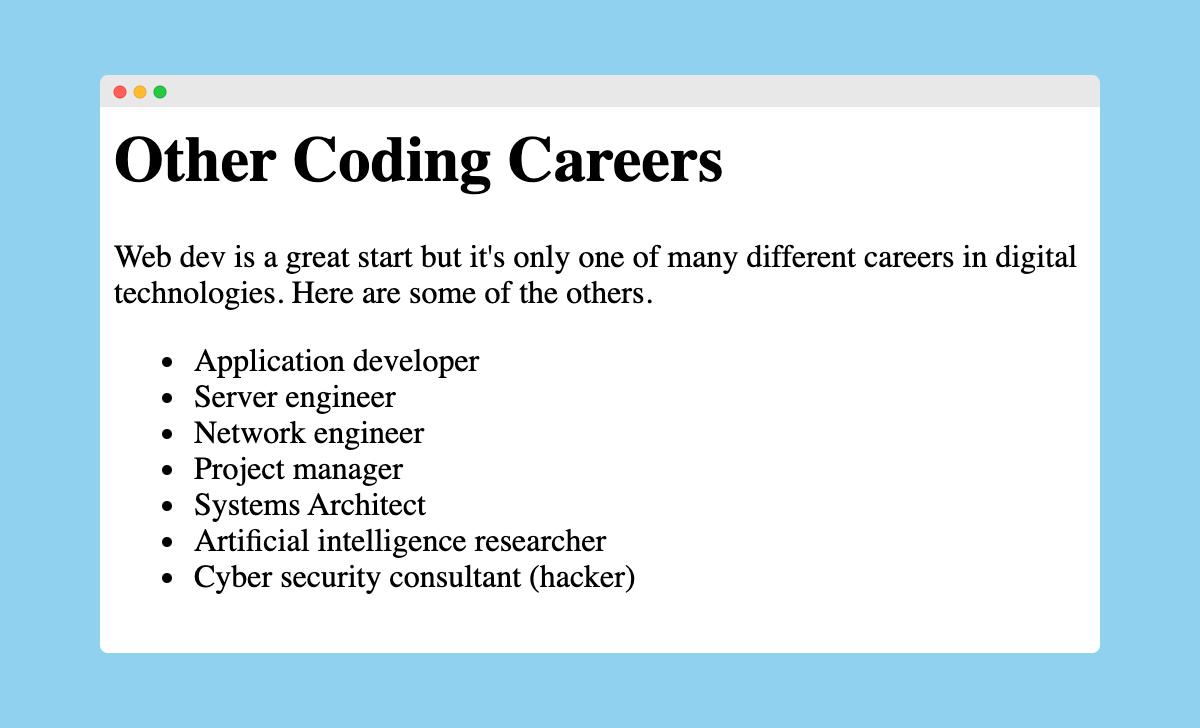 Other Coding Careers
Web dev is a great start but it's only one of many different careers in digital
technologies. Here are some of the others.
• Application developer
• Server engineer
• Network engineer
• Project manager
• Systems Architect
• Artificial intelligence researcher
• Cyber security consultant (hacker)